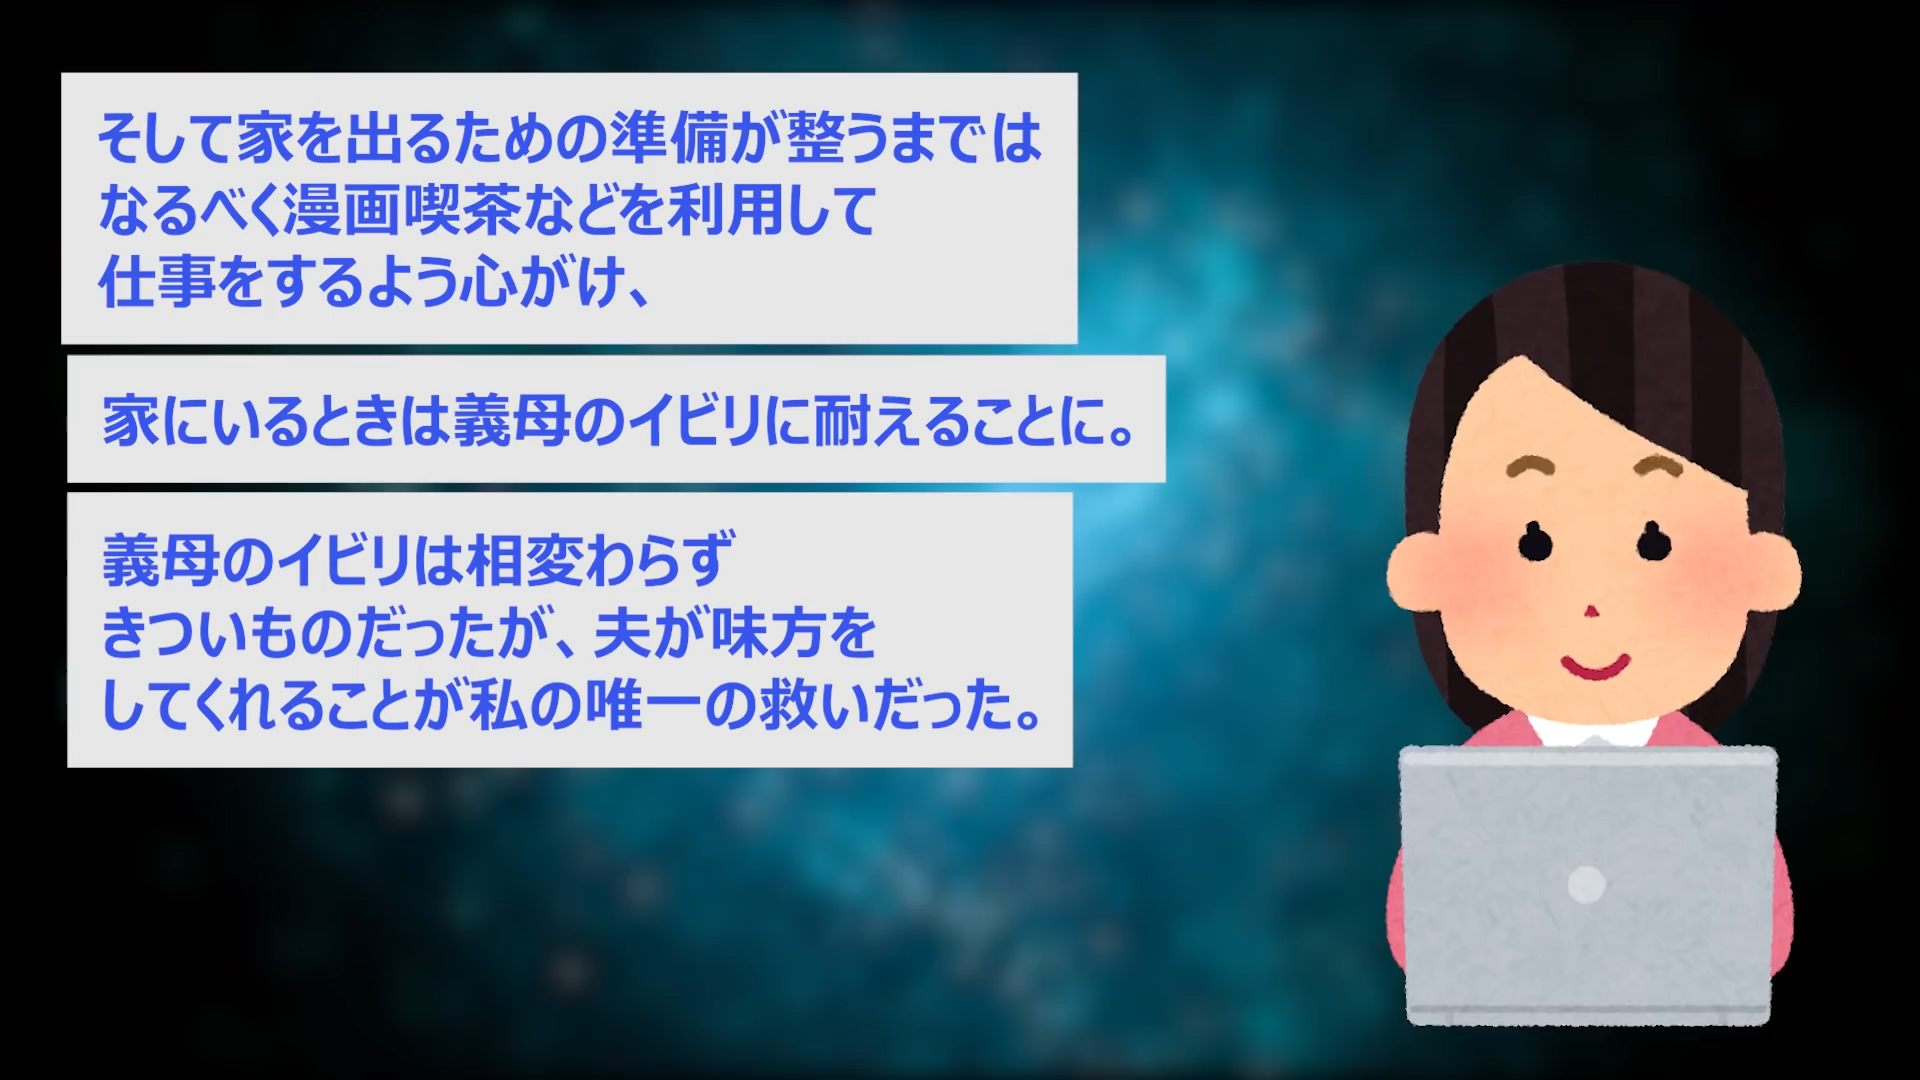 そして家を出るための準備が整うまでは
なるべく漫画喫茶などを利用して
仕事をするよう心がけ、
家にいるときは義母のイビリに耐えることに。
義母のイビリは相変わらず
きついものだったが、夫が味方を
してくれることが私の唯一の救いだった。